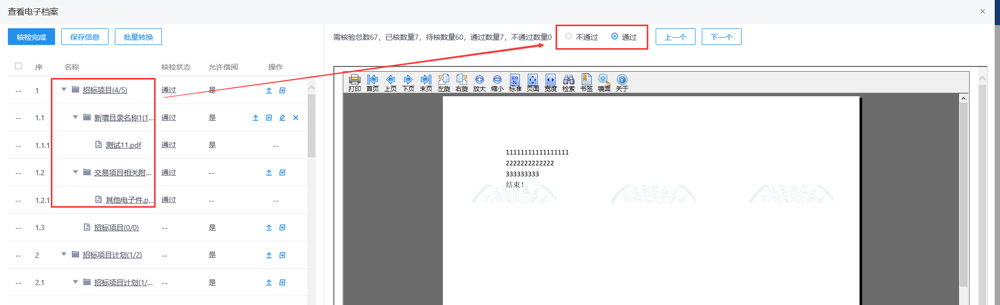 查看电子档案
×
核检完成 保存信息 批量转换
需核验总数67，已核数量7，待核数量60，通过数量7，不通过数量0 不通过 通过 上一个 下一个
序 名称 核检状态 允许借阅 操作
-- 1 招标项目(4/5) 通过 是
-- 1.1 新增目录名称1(1... 通过 是
-- 1.1.1 测试11.pdf 通过 是 --
-- 1.2 交易项目相关附... 通过 --
-- 1.2.1 其他电子件.p... 通过 -- --
-- 1.3 招标项目(0/0) -- 是
-- 2 招标项目计划(1/2) -- 是
-- 2.1 招标项目计划(1/... -- 是
打印 首页 上页 下页 末页 左旋 右旋 放大 缩小 标准 页面 宽度 检索 书签 镜面 关于
11111111111111111
2222222222222
333333333
结束！